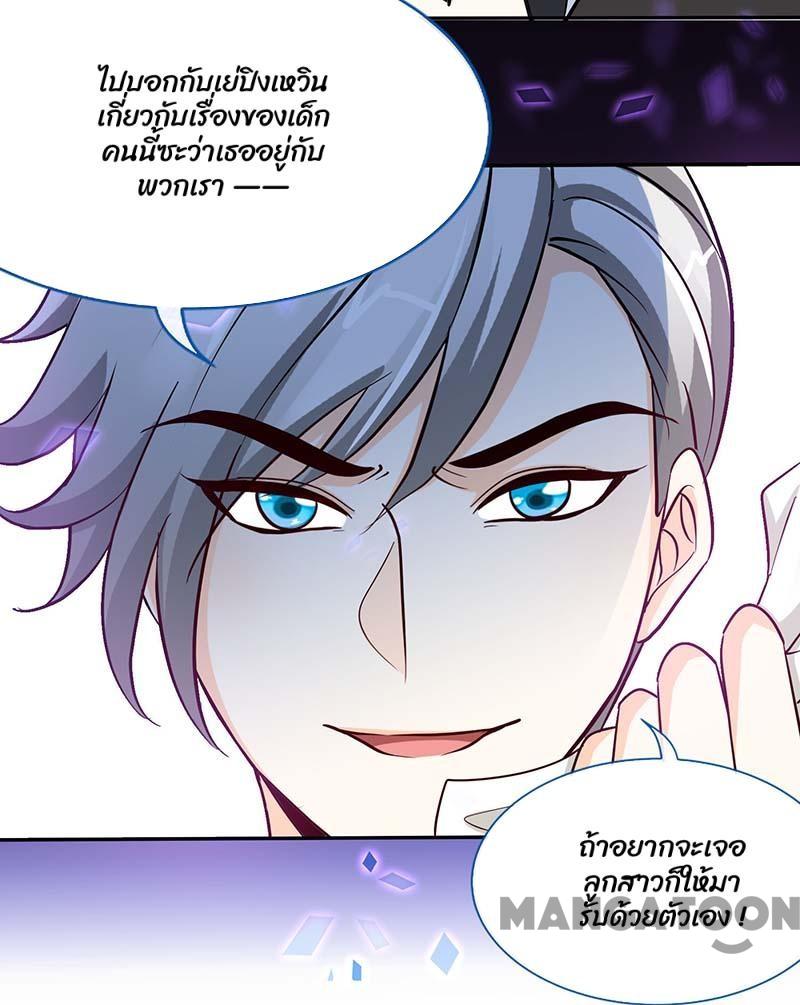 ไปบอกกับเย่ปิงเหวิน
เกี่ยวกับเรื่องของเด็ก
คนนี้ซะว่าเธออยู่กับ
พวกเรา ——
ถ้าอยากจะเจอ
ลูกสาวก็ให้มา
รับด้วยตัวเอง !
MANGATOON